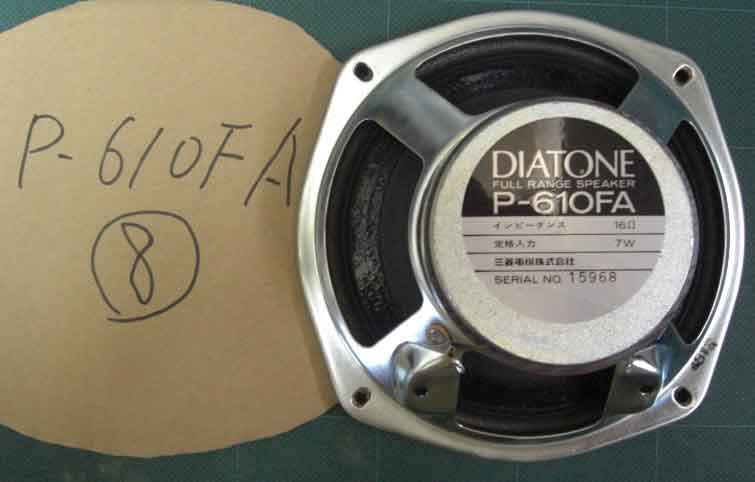 P-610FA
8
DIATONE
FULL RANGE SPEAKER
P-610FA
インピーダンス 16Ω
定格入力 7W
三菱電機株式会社
SERIAL NO. 15968